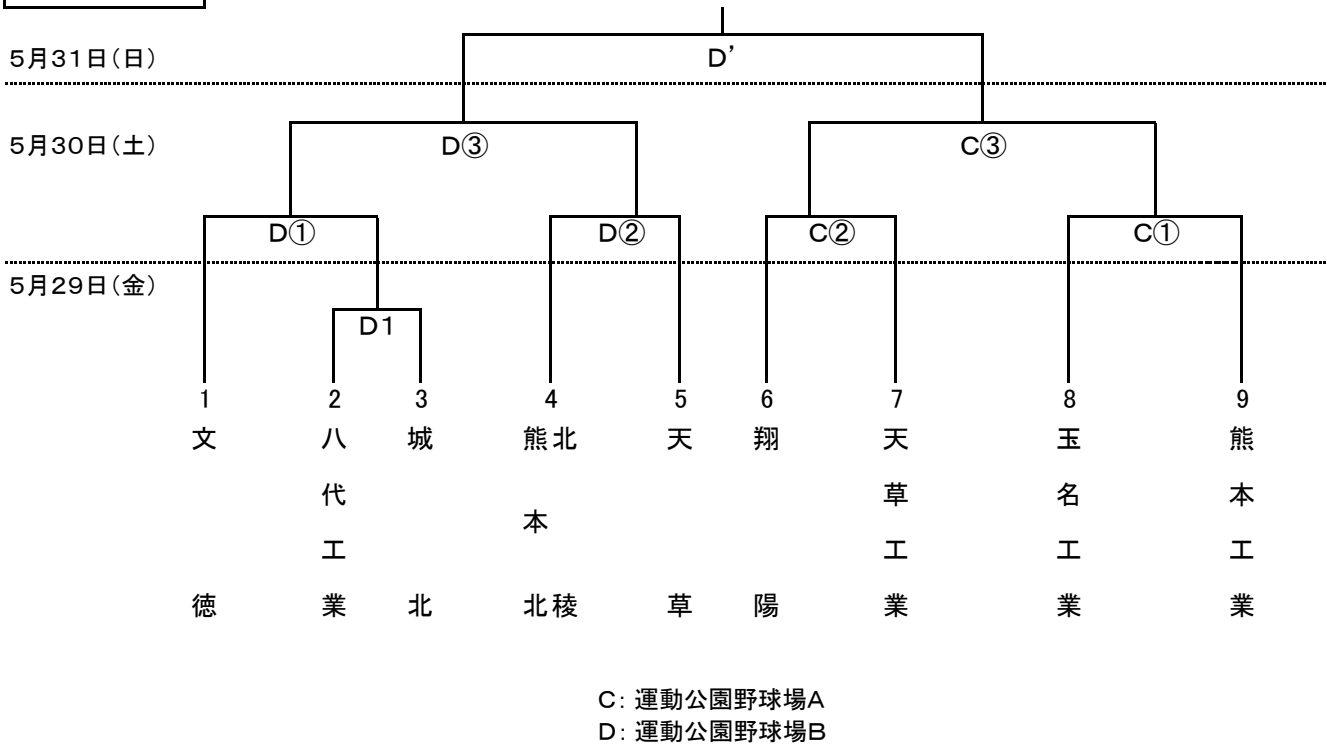 5月31日(日)
D’
5月30日(土)
D③ C③
D① D② C② C①
5月29日(金)
D1
1 2 3 4 5 6 7 8 9
文徳
八代工業
城北
熊本北
北稜
天草
翔陽
天草工業
玉名工業
熊本工業
C: 運動公園野球場A
D: 運動公園野球場B